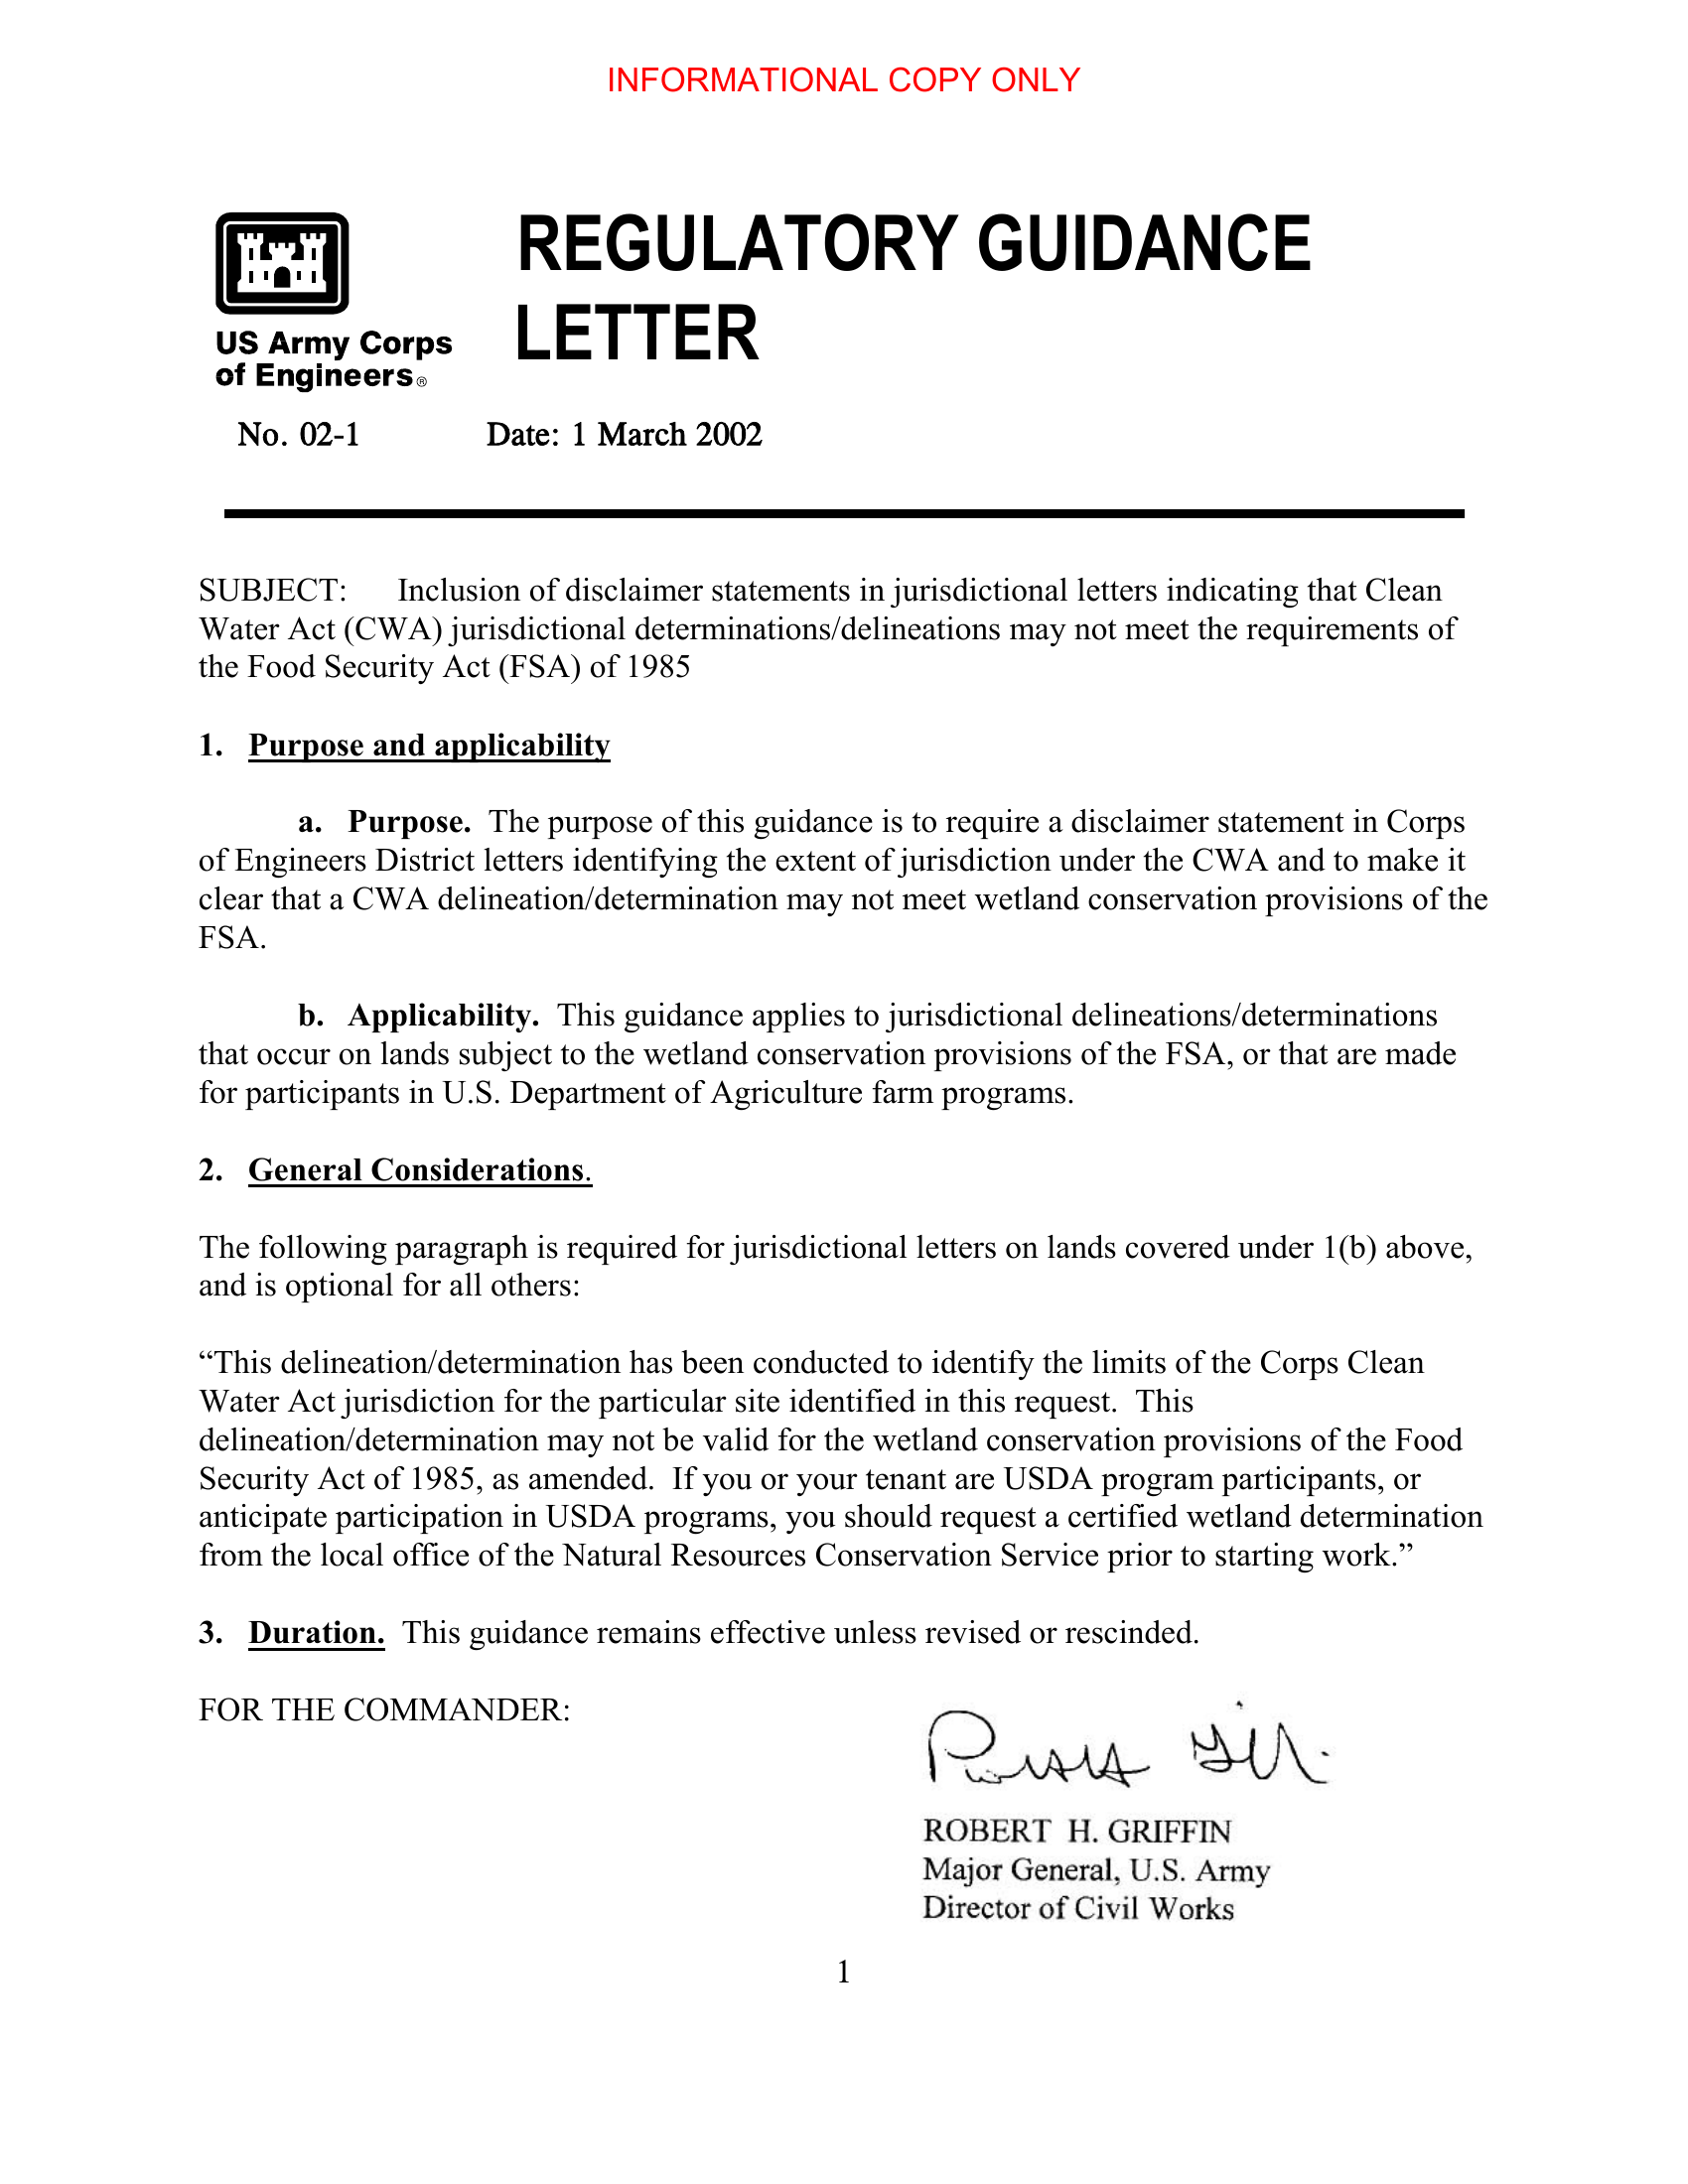 INFORMATIONAL COPY ONLY
REGULATORY GUIDANCE
LETTER
US Army Corps
of Engineers®
No. 02-1 Date: 1 March 2002
SUBJECT: Inclusion of disclaimer statements in jurisdictional letters indicating that Clean
Water Act (CWA) jurisdictional determinations/delineations may not meet the requirements of
the Food Security Act (FSA) of 1985
1. Purpose and applicability
a. Purpose. The purpose of this guidance is to require a disclaimer statement in Corps
of Engineers District letters identifying the extent of jurisdiction under the CWA and to make it
clear that a CWA delineation/determination may not meet wetland conservation provisions of the
FSA.
b. Applicability. This guidance applies to jurisdictional delineations/determinations
that occur on lands subject to the wetland conservation provisions of the FSA, or that are made
for participants in U.S. Department of Agriculture farm programs.
2. General Considerations.
The following paragraph is required for jurisdictional letters on lands covered under 1(b) above,
and is optional for all others:
“This delineation/determination has been conducted to identify the limits of the Corps Clean
Water Act jurisdiction for the particular site identified in this request. This
delineation/determination may not be valid for the wetland conservation provisions of the Food
Security Act of 1985, as amended. If you or your tenant are USDA program participants, or
anticipate participation in USDA programs, you should request a certified wetland determination
from the local office of the Natural Resources Conservation Service prior to starting work.”
3. Duration. This guidance remains effective unless revised or rescinded.
FOR THE COMMANDER:
ROBERT H. GRIFFIN
Major General, U.S. Army
Director of Civil Works
1